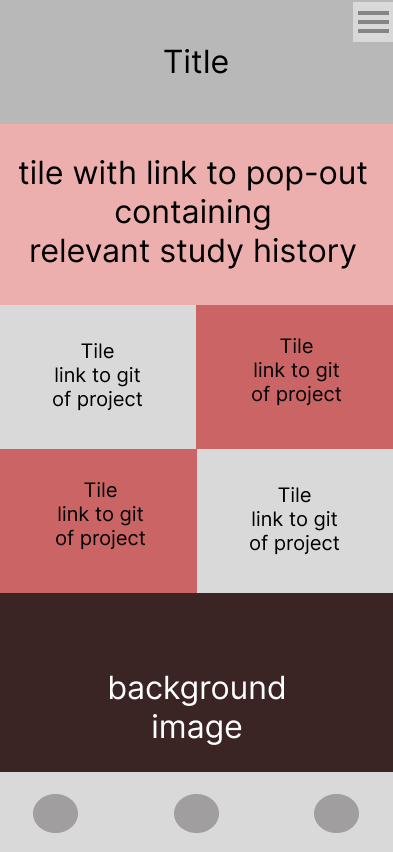 Title
tile with link to pop-out
containing
relevant study history
Tile
link to git
of project
Tile
link to git
of project
Tile
link to git
of project
Tile
link to git
of project
background
image